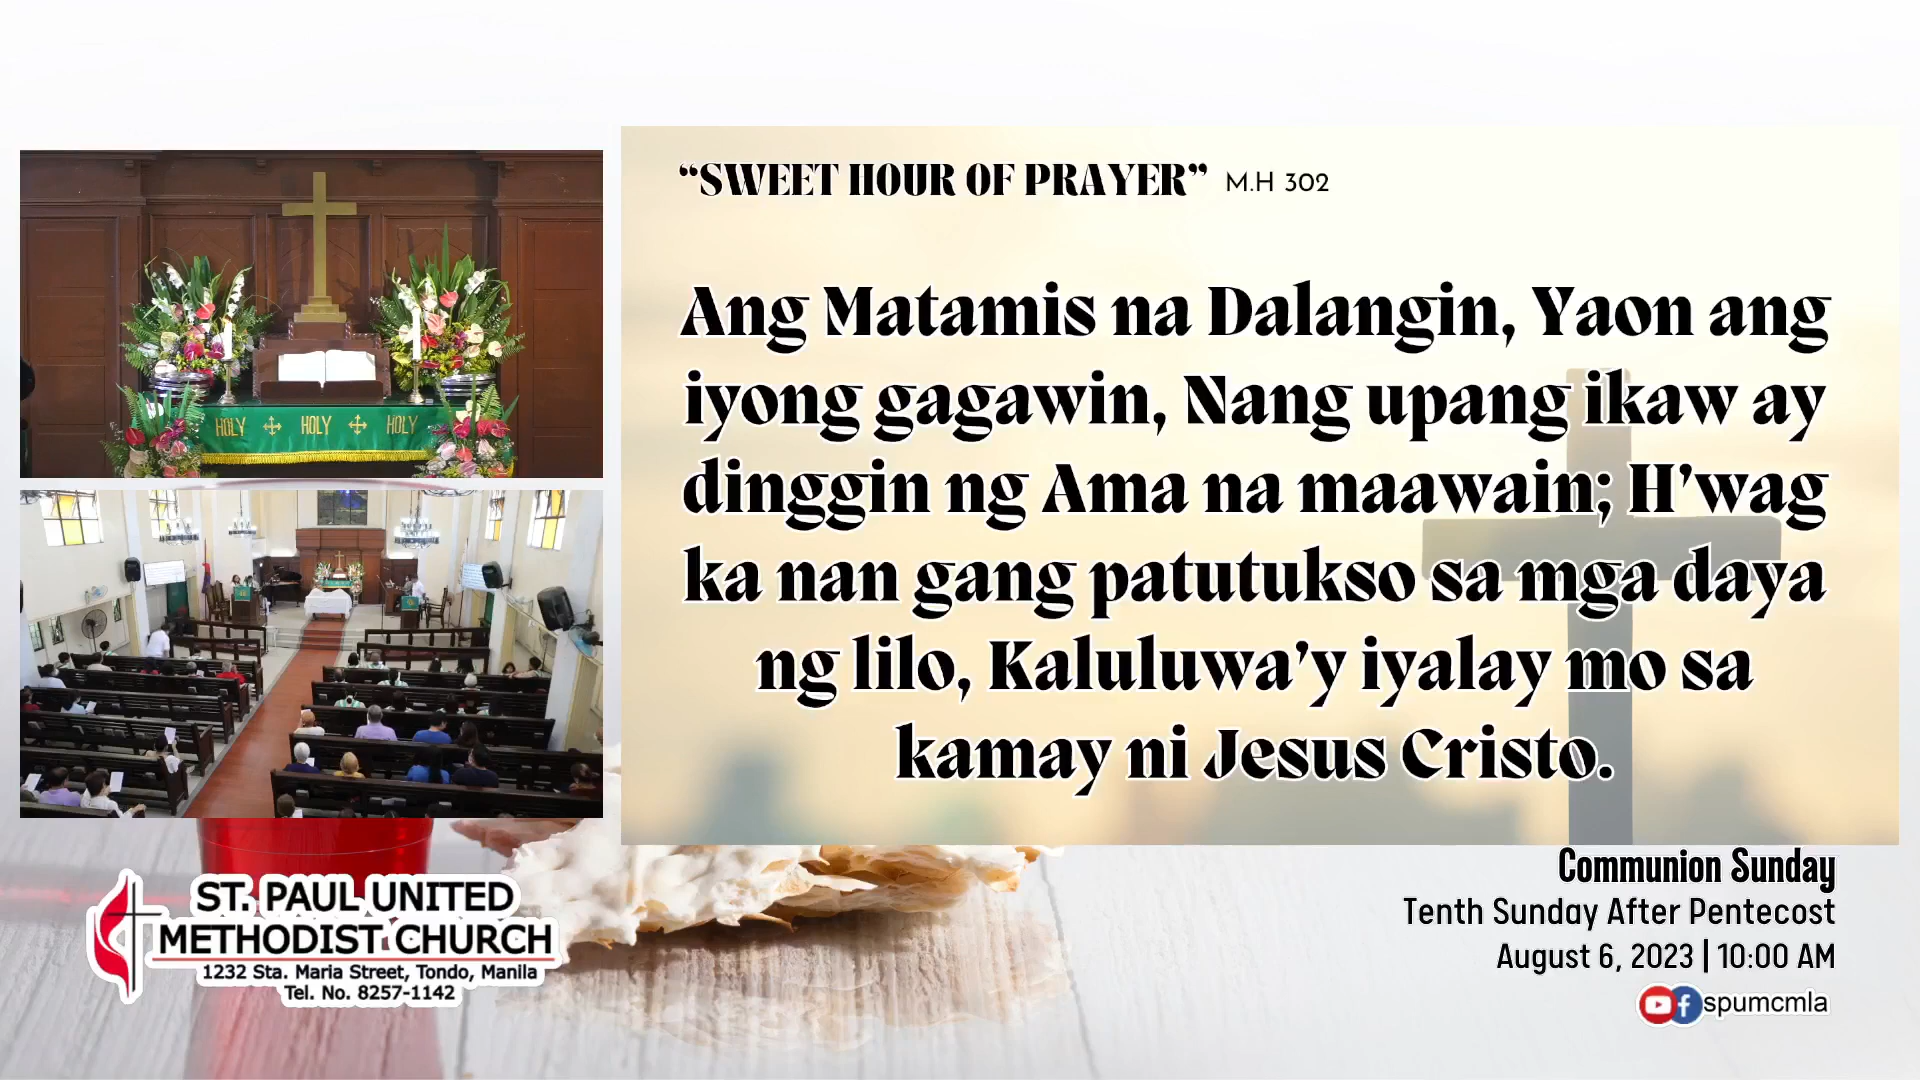 “SWEET HOUR OF PRAYER” M.H 302
Ang Matamis na Dalangin, Yaon ang
iyong gagawin, Nang upang ikaw ay
dinggin ng Ama na maawain; H'wag
ka nan gang patutukso sa mga daya
ng lilo, Kaluluwa'y iyalay mo sa
kamay ni Jesus Cristo.
HOLY HOLY HOLY
ST. PAUL UNITED
METHODIST CHURCH
1232 Sta. Maria Street, Tondo, Manila
Tel. No. 8257-1142
Communion Sunday
Tenth Sunday After Pentecost
August 6, 2023 | 10:00 AM
spumcmla